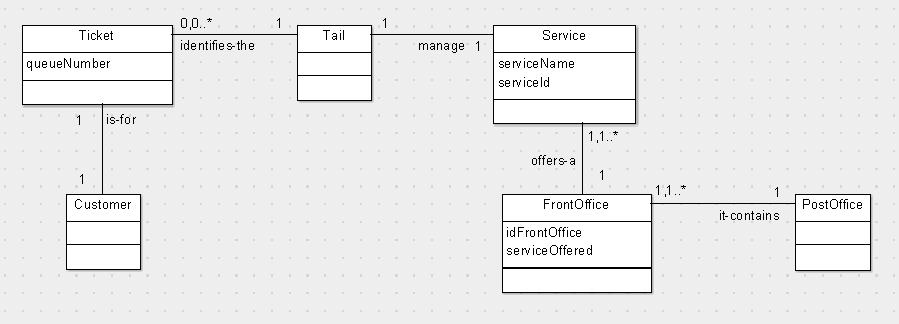 0,0..* 1 1
Ticket Tail Service
identifies-the manage 1
queueNumber serviceName
serviceId
1 is-for
1,1..*
offers-a
1 1
1,1..* 1
Customer FrontOffice PostOffice
it-contains
idFrontOffice
serviceOffered